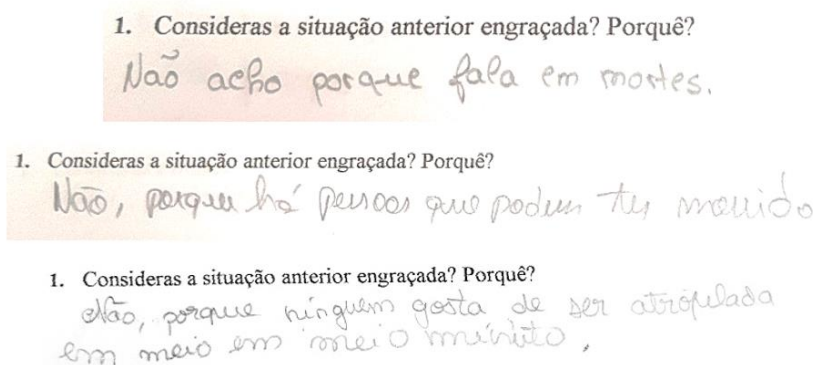 1. Consideras a situação anterior engraçada? Porquê?
Não acho porque fala em mortes.
1. Consideras a situação anterior engraçada? Porquê?
Não, porque há pessoas que podem ter morrido
1. Consideras a situação anterior engraçada? Porquê?
Não, porque ninguém gosta de ser atropelada
em meio em meio minuto.